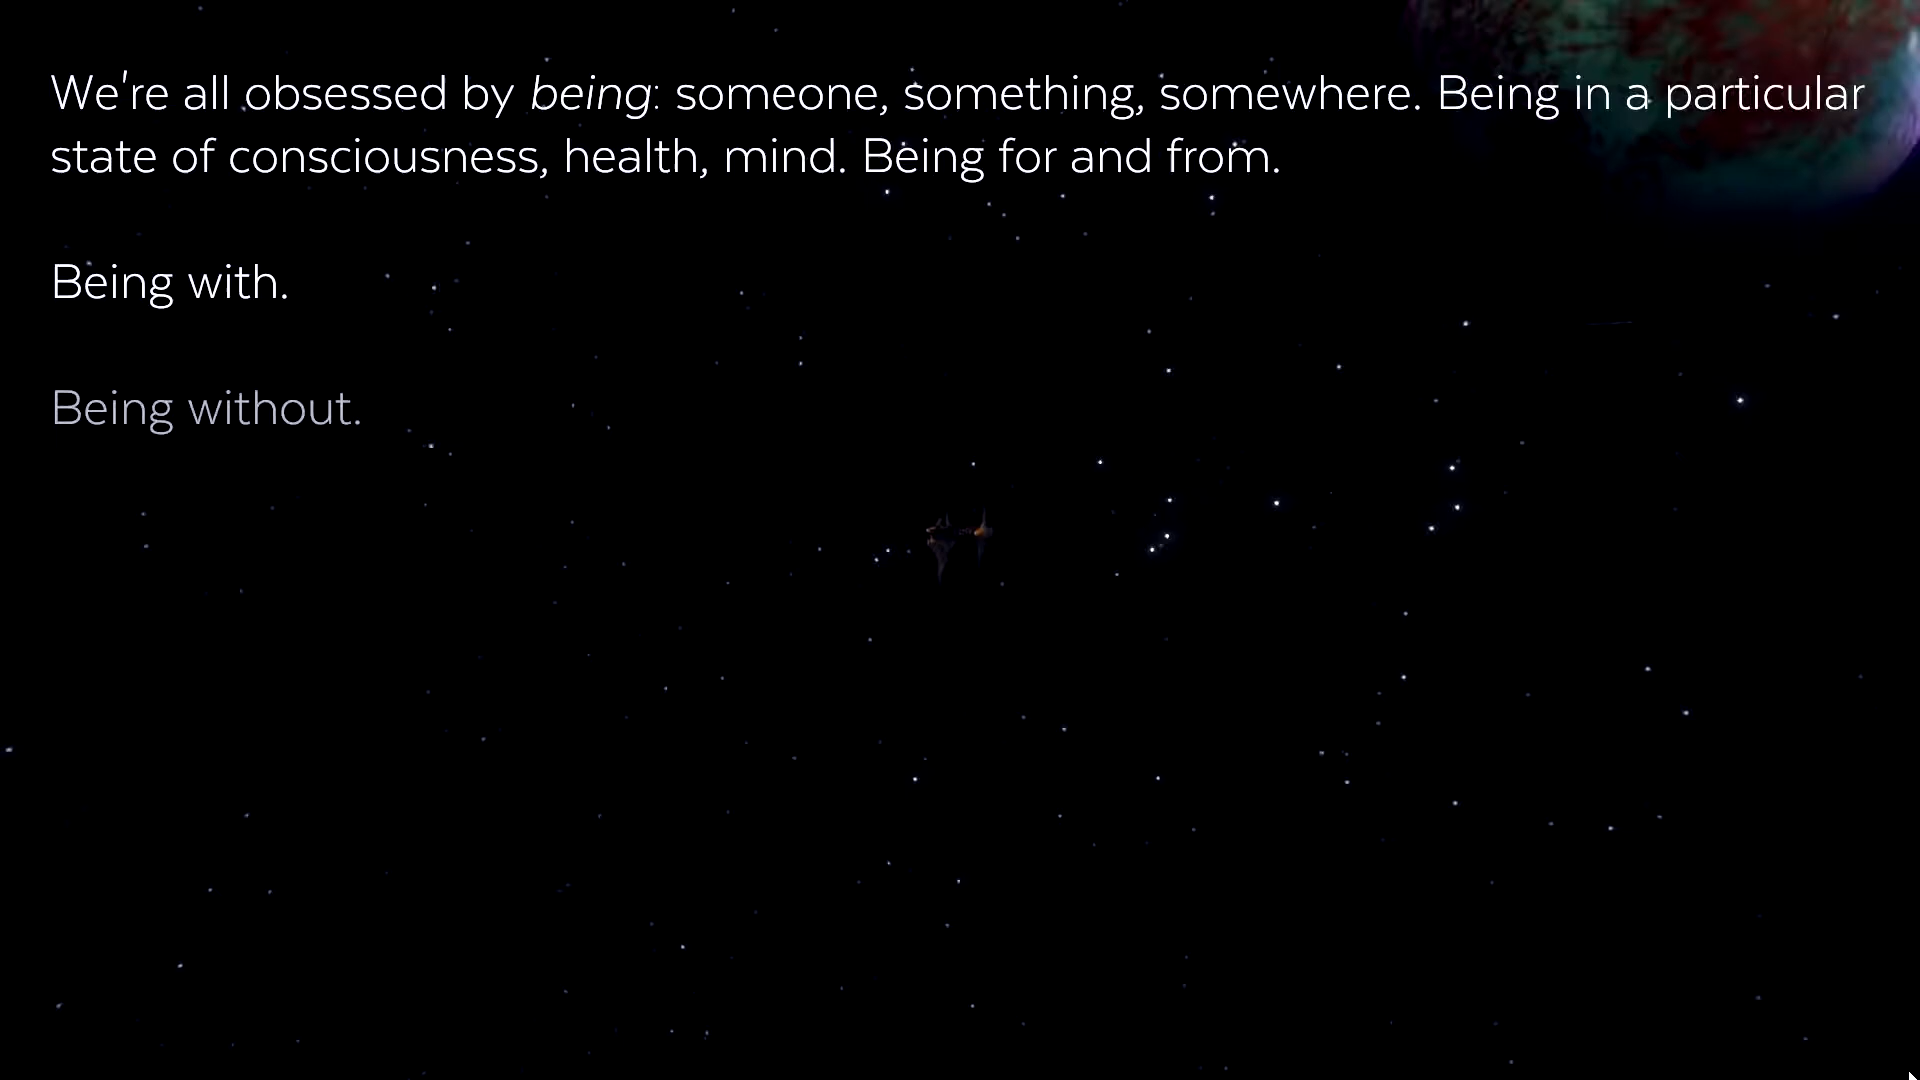 We're all obsessed by being: someone, something, somewhere. Being in a particular
state of consciousness, health, mind. Being for and from.
Being with.
Being without.